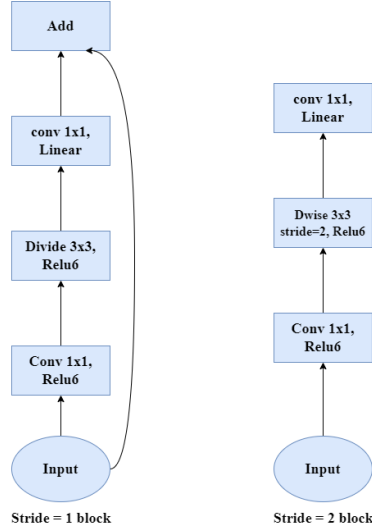 Add
conv 1x1,
Linear
Divide 3x3,
Relu6
Conv 1x1,
Relu6
Input
Stride = 1 block
conv 1x1,
Linear
Dwise 3x3
stride=2, Relu6
Conv 1x1,
Relu6
Input
Stride = 2 block